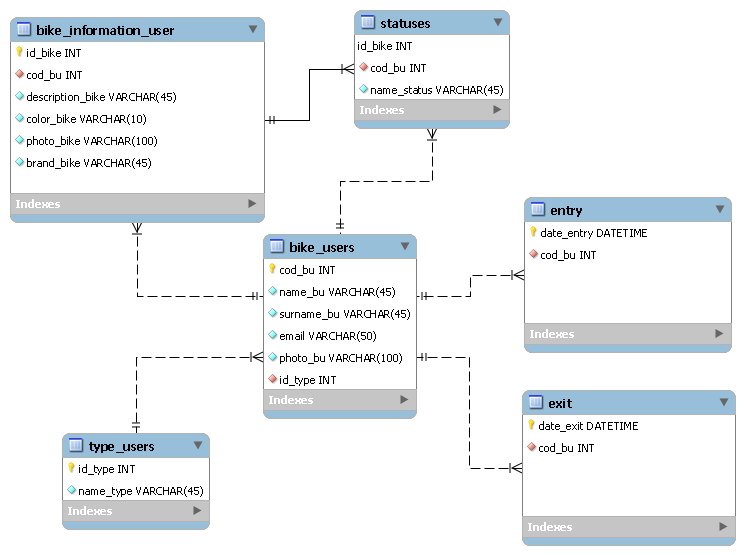 bike_information_user
id_bike INT
cod_bu INT
description_bike VARCHAR(45)
color_bike VARCHAR(10)
photo_bike VARCHAR(100)
brand_bike VARCHAR(45)
Indexes
statuses
id_bike INT
cod_bu INT
name_status VARCHAR(45)
Indexes
bike_users
cod_bu INT
name_bu VARCHAR(45)
surname_bu VARCHAR(45)
email VARCHAR(50)
photo_bu VARCHAR(100)
id_type INT
Indexes
entry
date_entry DATETIME
cod_bu INT
Indexes
exit
date_exit DATETIME
cod_bu INT
Indexes
type_users
id_type INT
name_type VARCHAR(45)
Indexes